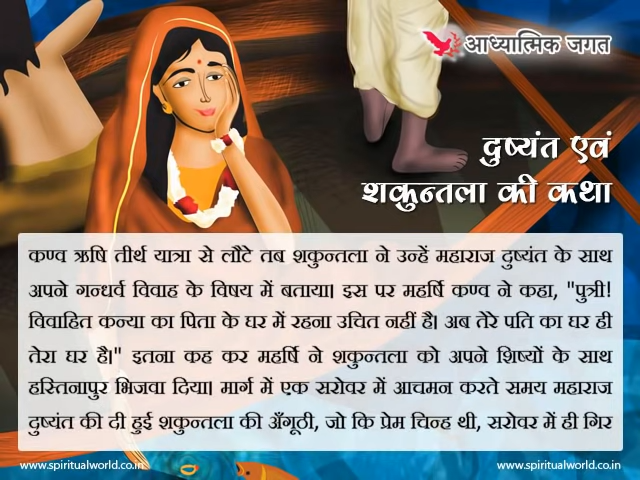 आध्यात्मिक जगत
दुष्यंत एवं
शकुन्तला की कथा
कण्व ऋषि तीर्थ यात्रा से लौटे तब शकुन्तला ने उन्हें महाराज दुष्यंत के साथ
अपने गन्धर्व विवाह के विषय में बताया। इस पर महर्षि कण्व ने कहा, "पुत्री!
विवाहित कन्या का पिता के घर में रहना उचित नहीं है। अब तेरे पति का घर ही
तेरा घर है।" इतना कह कर महर्षि ने शकुन्तला को अपने शिष्यों के साथ
हस्तिनापुर भिजवा दिया। मार्ग में एक सरोवर में आचमन करते समय महाराज
दुष्यंत की दी हुई शकुन्तला की अँगूठी, जो कि प्रेम चिन्ह थी, सरोवर में ही गिर
www.spiritualworld.co.in
www.spiritualworld.co.in